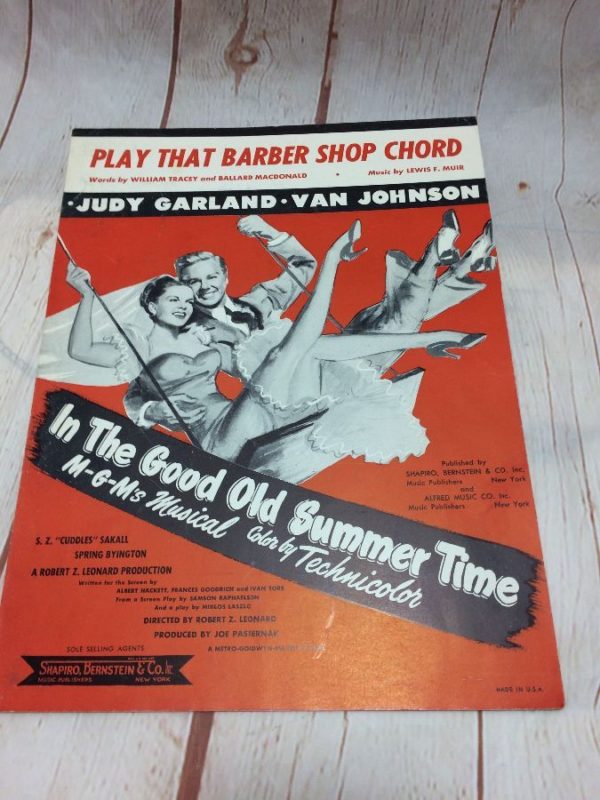 PLAY THAT BARBER SHOP CHORD
Words by WILLIAM TRACEY and BALLARD MACDONALD • Music by LEWIS F. MUIR
•JUDY GARLAND•VAN JOHNSON
In The Good Old Summer Time
M-G-M's Musical Color by Technicolor
Published by
SHAPIRO, BERNSTEIN & CO. Inc.
Music Publishers New York
and
ALFRED MUSIC CO. Inc.
Music Publishers New York
S. Z. "CUDDLES" SAKALL
SPRING BYINGTON
A ROBERT Z. LEONARD PRODUCTION
Written for the Screen by
ALBERT HACKETT, FRANCES GOODRICH and IVAN TORS
From a Screen Play by SAMSON RAPHAELSON
And a play by MIKLOS LASZLO
DIRECTED BY ROBERT Z. LEONARD
PRODUCED BY JOE PASTERNAK
A METRO-GOLDWYN-
SOLE SELLING AGENTS
SHAPIRO, BERNSTEIN & CO. Inc.
MUSIC PUBLISHERS NEW YORK
MADE IN U.S.A.